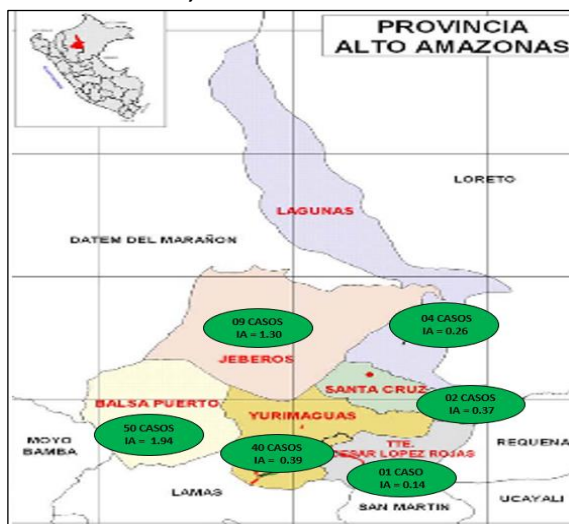 PROVINCIA
ALTO AMAZONAS
LORETO
LAGUNAS
DATEM DEL MARAÑON
09 CASOS
IA = 1.30
04 CASOS
IA = 0.26
JEBEROS
SANTA CRUZ
BALSA PUERTO
02 CASOS
IA = 0.37
YURIMAGUAS
50 CASOS
IA = 1.94
MOYO
BAMBA
40 CASOS
IA = 0.39
TTE.
CESAR LOPEZ ROJAS
REQUENA
01 CASO
IA = 0.14
LAMAS
SAN MARTIN
UCAYALI